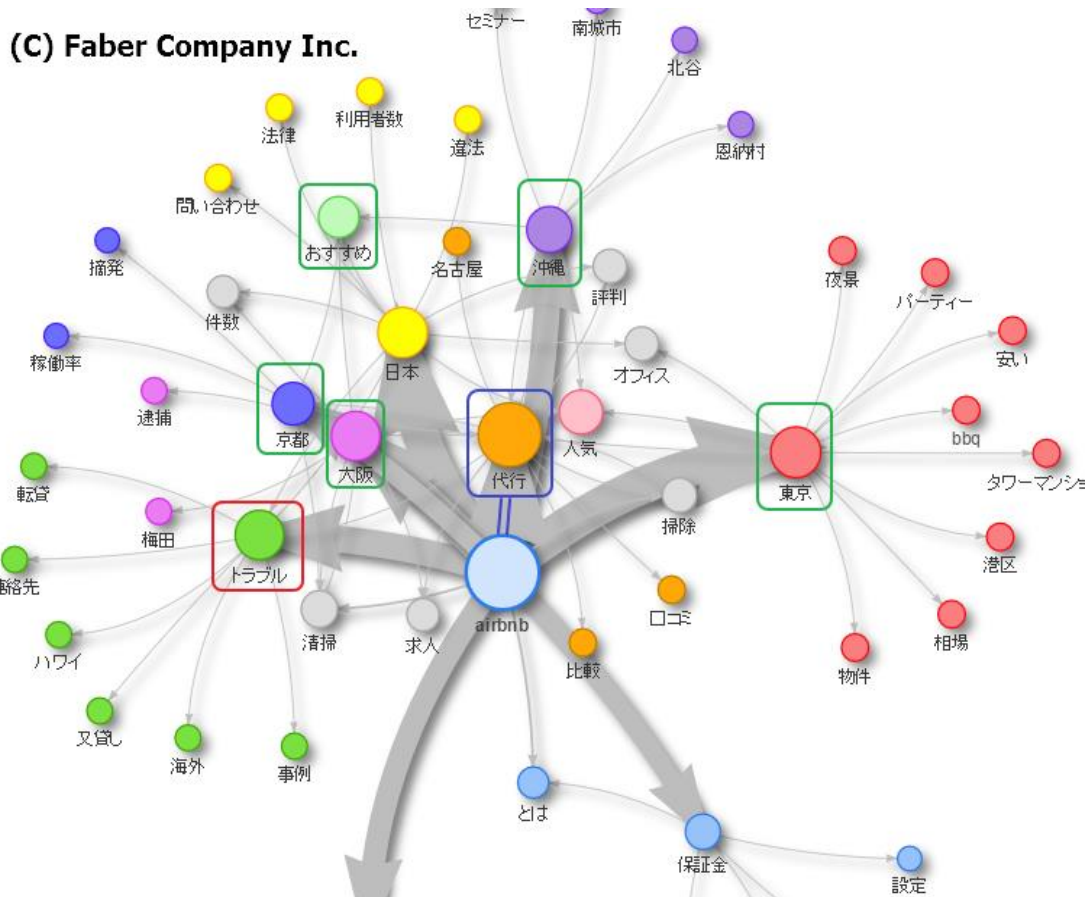 セミナー
南城市
(C) Faber Company Inc.
北谷
利用者数
法律
違法
恩納村
問い合わせ
おすすめ
名古屋
沖縄
摘発
評判
夜景
パーティー
件数
稼働率
日本
オフィス
安い
逮捕
京都
大阪
代行
人気
bbq
東京
転貸
タワーマンショ
梅田
掃除
トラブル
港区
絡先
airbnb
口コミ
清掃
求人
相場
ハワイ
比較
物件
又貸し
海外
事例
とは
保証金
設定